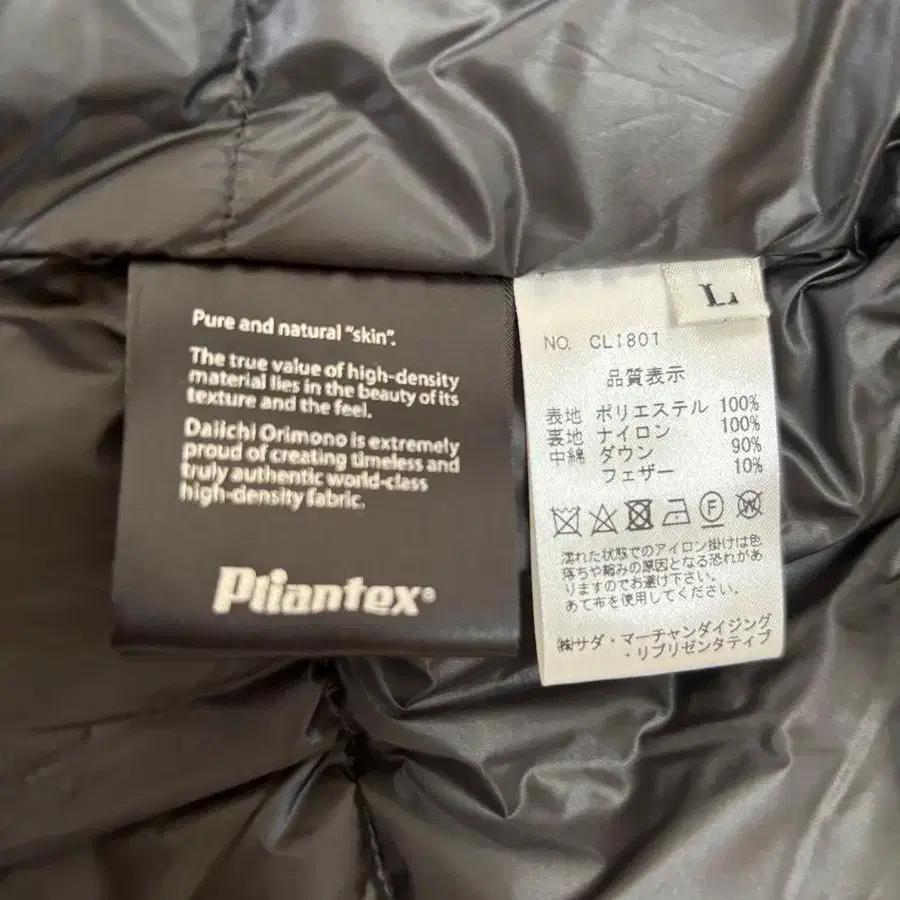 Pure and natural "skin".
The true value of high-density
material lies in the beauty of its
texture and the feel.
Daiichi Orimono is extremely
proud of creating timeless and
truly authentic world-class
high-density fabric.
Pliantex®
L
NO. CL1801
品質表示
表地 ポリエステル 100%
裏地 ナイロン 100%
中綿 ダウン 90%
フェザー 10%
濡れた状態でのアイロン掛けは色
落ちや縮みの原因となる恐れがあ
りますのでお避け下さい。
あて布を使用してください。
㈱サダ・マーチャンダイジング
・リプリゼンタテイブ